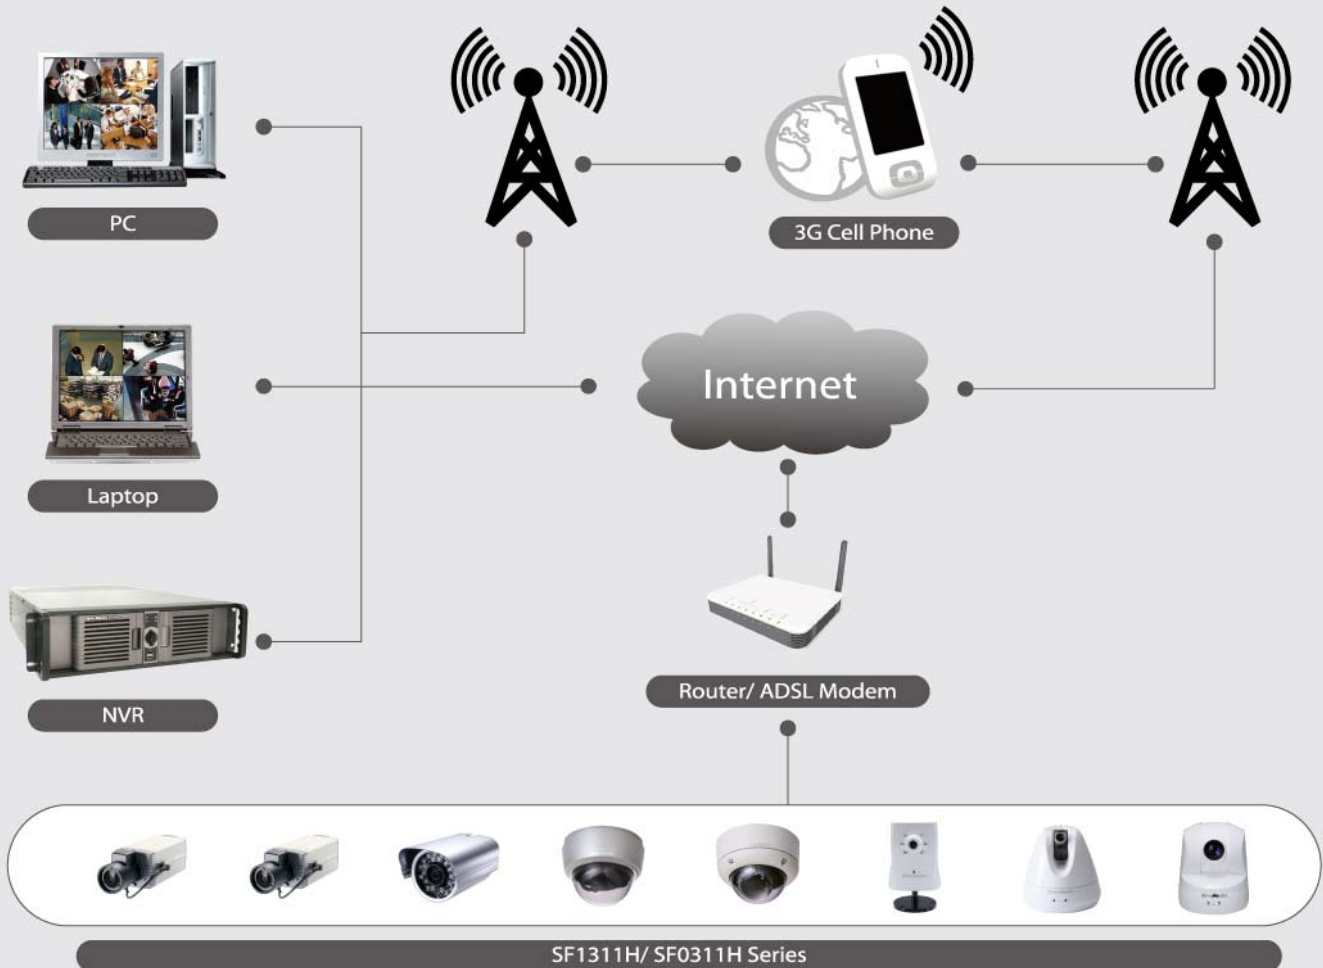 PC
3G Cell Phone
Internet
Laptop
Router/ ADSL Modem
NVR
SF1311H/ SF0311H Series